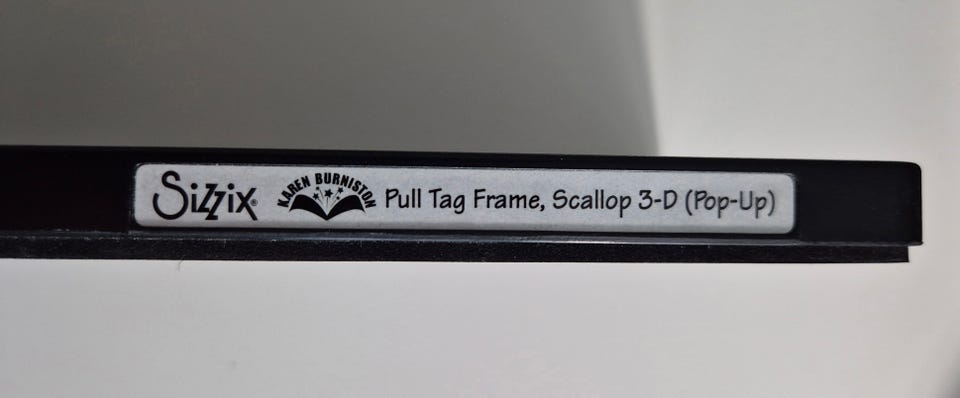 Sizzix® KAREN BURNISTON Pull Tag Frame, Scallop 3-D (Pop-Up)